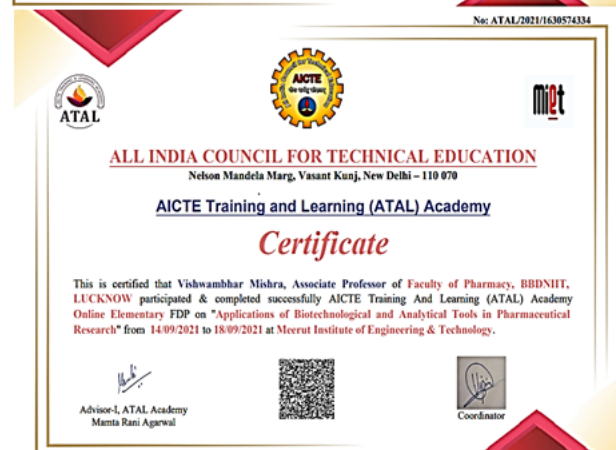 No: ATAL/2021/1630574334
AICTE
ATAL
miet
ALL INDIA COUNCIL FOR TECHNICAL EDUCATION
Nelson Mandela Marg, Vasant Kunj, New Delhi – 110 070
AICTE Training and Learning (ATAL) Academy
Certificate
This is certified that Vishwambhar Mishra, Associate Professor of Faculty of Pharmacy, BBDNIIT,
LUCKNOW participated & completed successfully AICTE Training And Learning (ATAL) Academy
Online Elementary FDP on "Applications of Biotechnological and Analytical Tools in Pharmaceutical
Research" from 14/09/2021 to 18/09/2021 at Meerut Institute of Engineering & Technology.
Advisor-I, ATAL Academy
Mamta Rani Agarwal
Coordinator